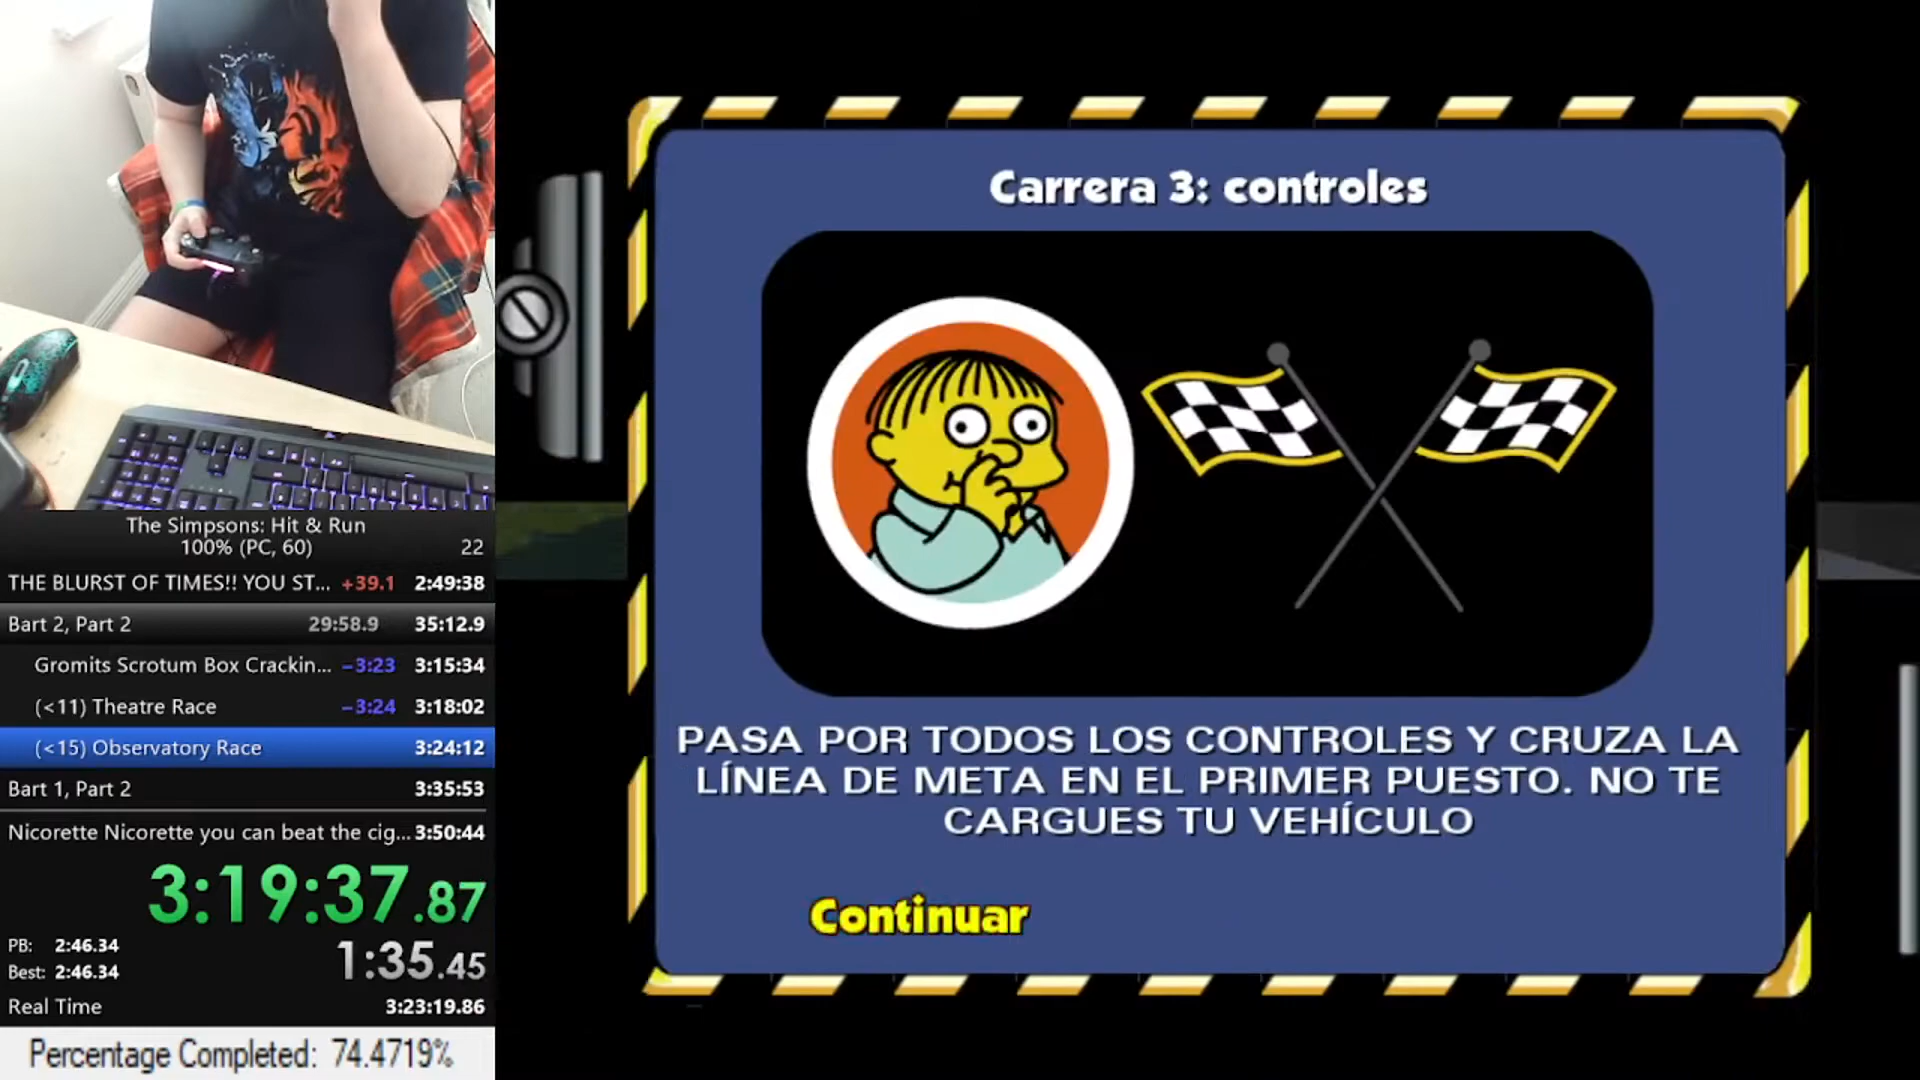 The Simpsons: Hit & Run
100% (PC, 60) 22
THE BLURST OF TIMES!! YOU ST... +39.1 2:49:38
Bart 2, Part 2 29:58.9 35:12.9
Gromits Scrotum Box Crackin... −3:23 3:15:34
(<11) Theatre Race −3:24 3:18:02
(<15) Observatory Race 3:24:12
Bart 1, Part 2 3:35:53
Nicorette Nicorette you can beat the cig... 3:50:44
3:19:37.87
PB: 2:46.34
1:35.45
Best: 2:46.34
Real Time 3:23:19.86
Percentage Completed: 74.4719%
Carrera 3: controles
PASA POR TODOS LOS CONTROLES Y CRUZA LA
LÍNEA DE META EN EL PRIMER PUESTO. NO TE
CARGUES TU VEHÍCULO
Continuar